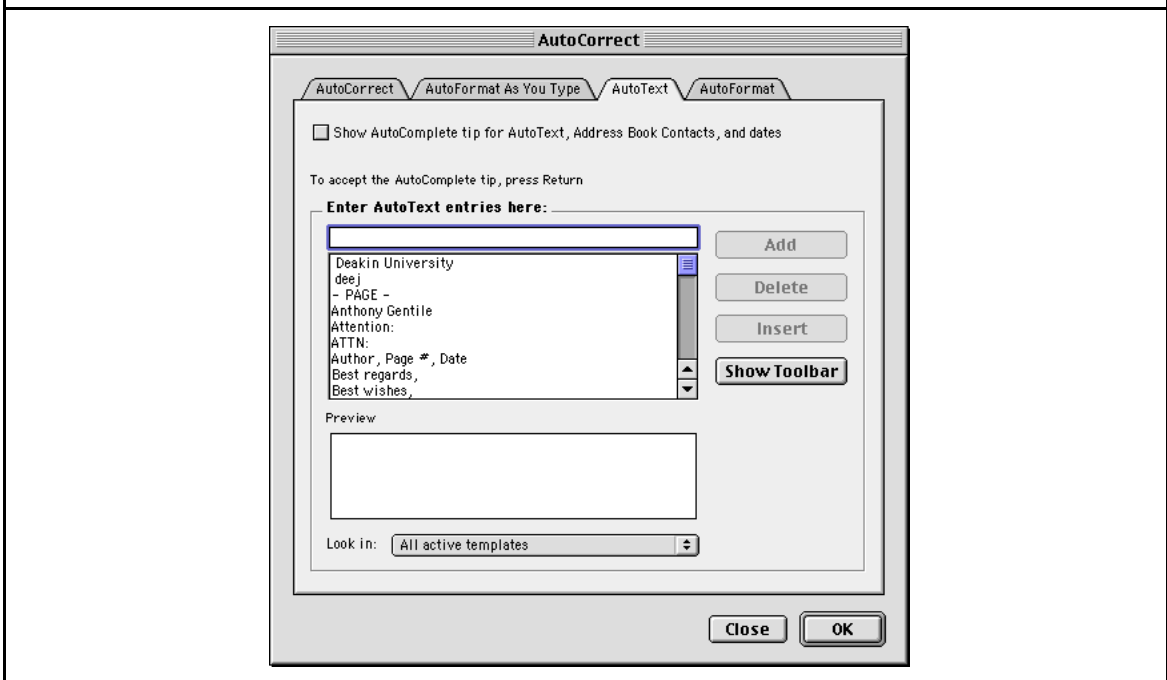 AutoCorrect
AutoCorrect AutoFormat As You Type AutoText AutoFormat
Show AutoComplete tip for AutoText, Address Book Contacts, and dates
To accept the AutoComplete tip, press Return
Enter AutoText entries here:
Add
Deakin University
deej
Delete
- PAGE -
Anthony Gentile
Attention:
Insert
ATTN:
Author, Page #, Date
Best regards,
Show Toolbar
Best wishes,
Preview
Look in: All active templates
Close OK